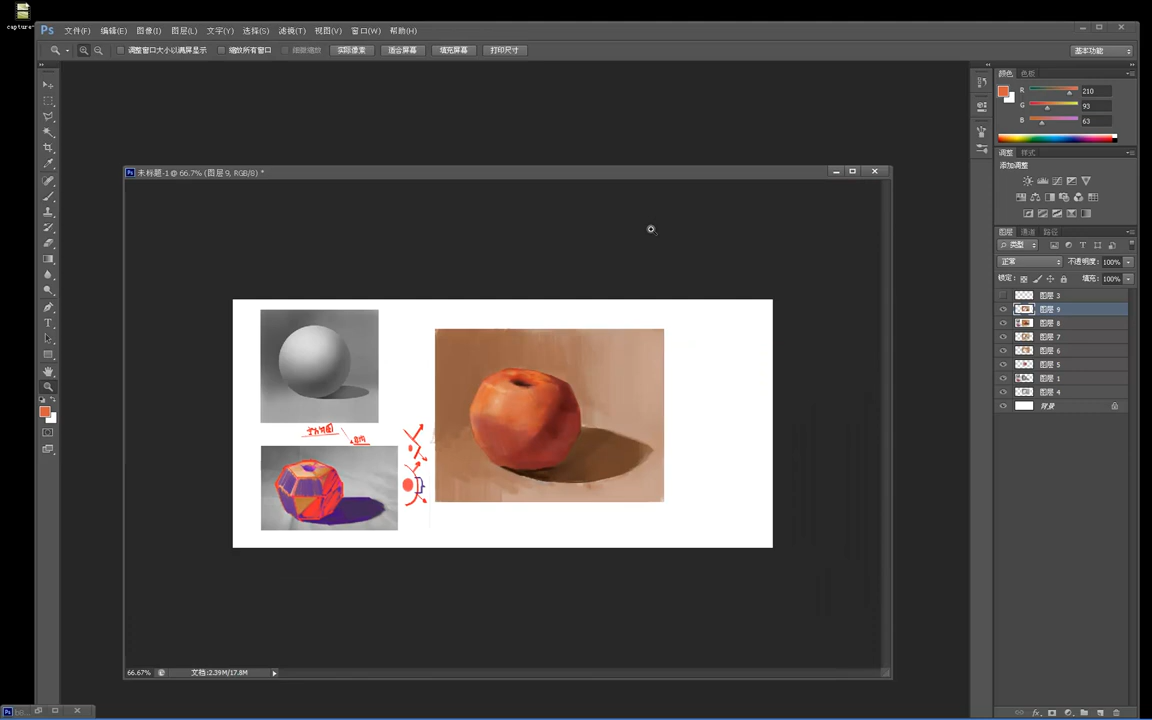 capture
Ps 文件(F) 编辑(E) 图像(I) 图层(L) 文字(Y) 选择(S) 滤镜(T) 视图(V) 窗口(W) 帮助(H)
调整窗口大小以满屏显示 缩放所有窗口 细微缩放 实际像素 适合屏幕 填充屏幕 打印尺寸 基本功能
颜色 色板
R 210
G 93
B 63
调整 样式
添加调整
Ps 未标题-1 @ 66.7% (图层 9, RGB/8) *
图层 通道 路径
类型
正常 不透明度: 100%
锁定: 填充: 100%
图层 3
图层 9
图层 8
图层 7
图层 6
图层 5
图层 1
图层 4
背景
66.67% 文档:2.39M/17.8M
Ps
fx